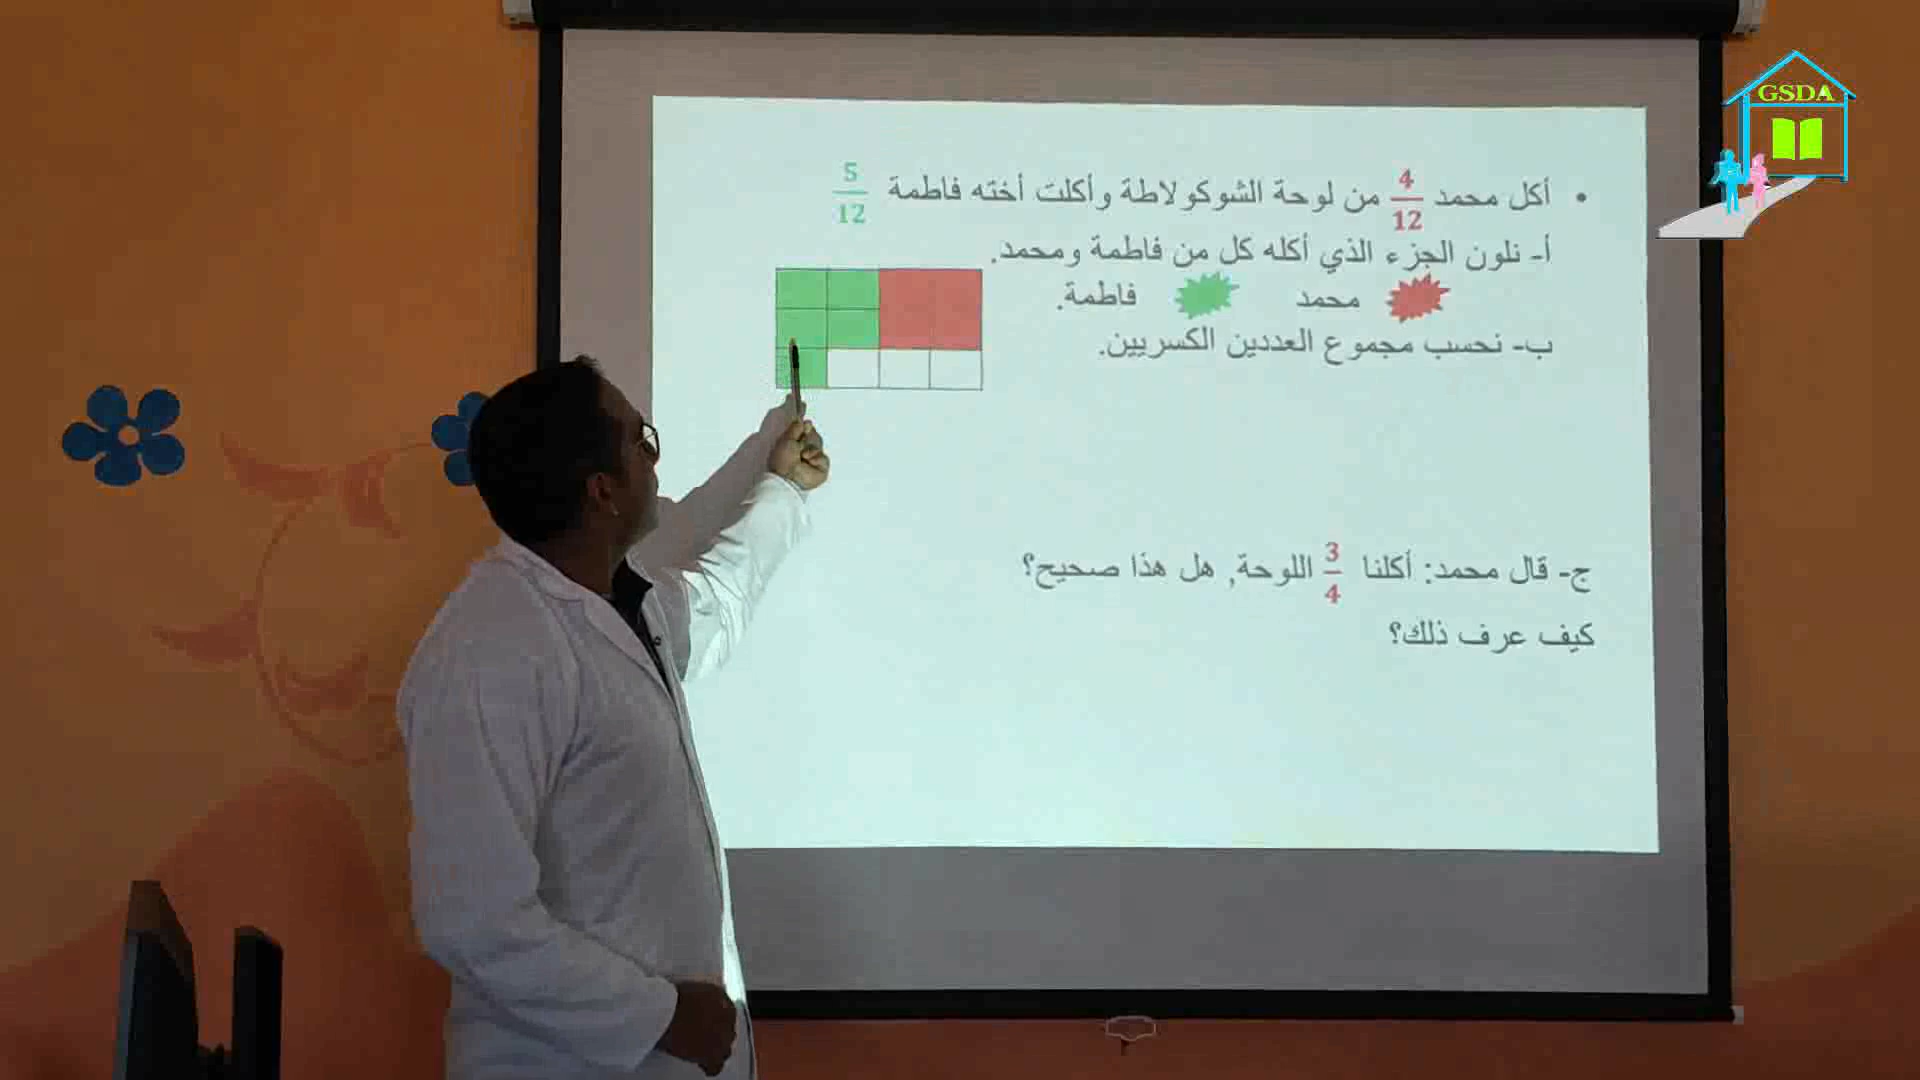 GSDA
• أكل محمد 4/12 من لوحة الشوكولاطة وأكلت أخته فاطمة 5/12
أ- نلون الجزء الذي أكله كل من فاطمة ومحمد.
محمد فاطمة.
ب- نحسب مجموع العددين الكسريين.
ج- قال محمد: أكلنا 3/4 اللوحة, هل هذا صحيح؟
كيف عرف ذلك؟